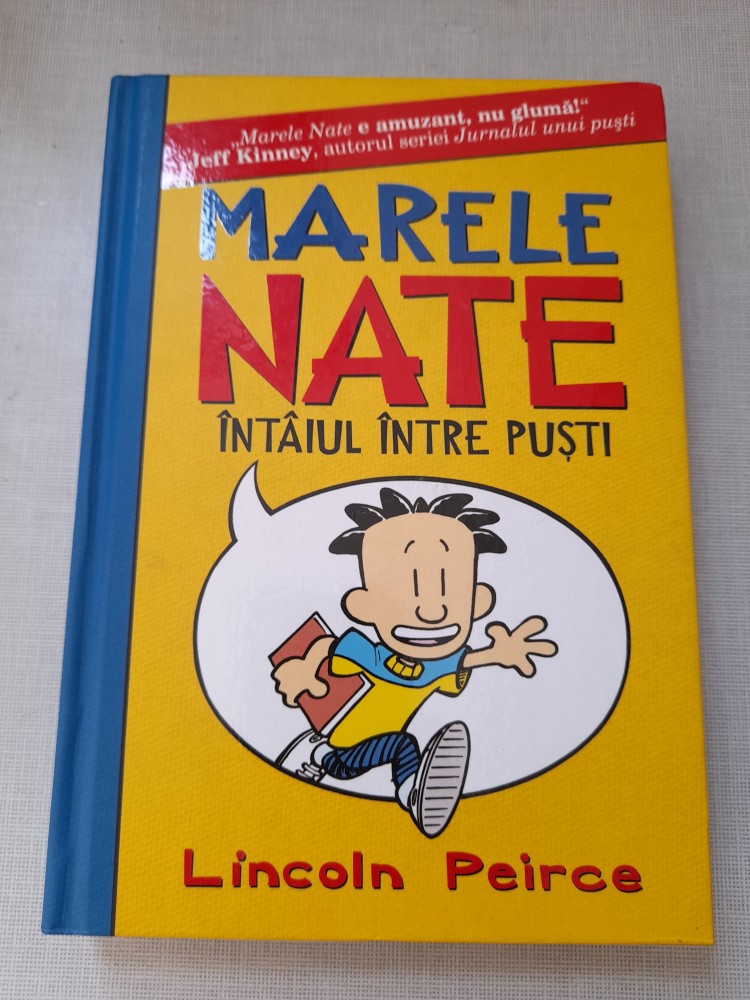 „Marele Nate e amuzant, nu glumă!“
Jeff Kinney, autorul seriei Jurnalul unui puști
MARELE
NATE
ÎNTÂIUL ÎNTRE PUȘTI
Lincoln Peirce